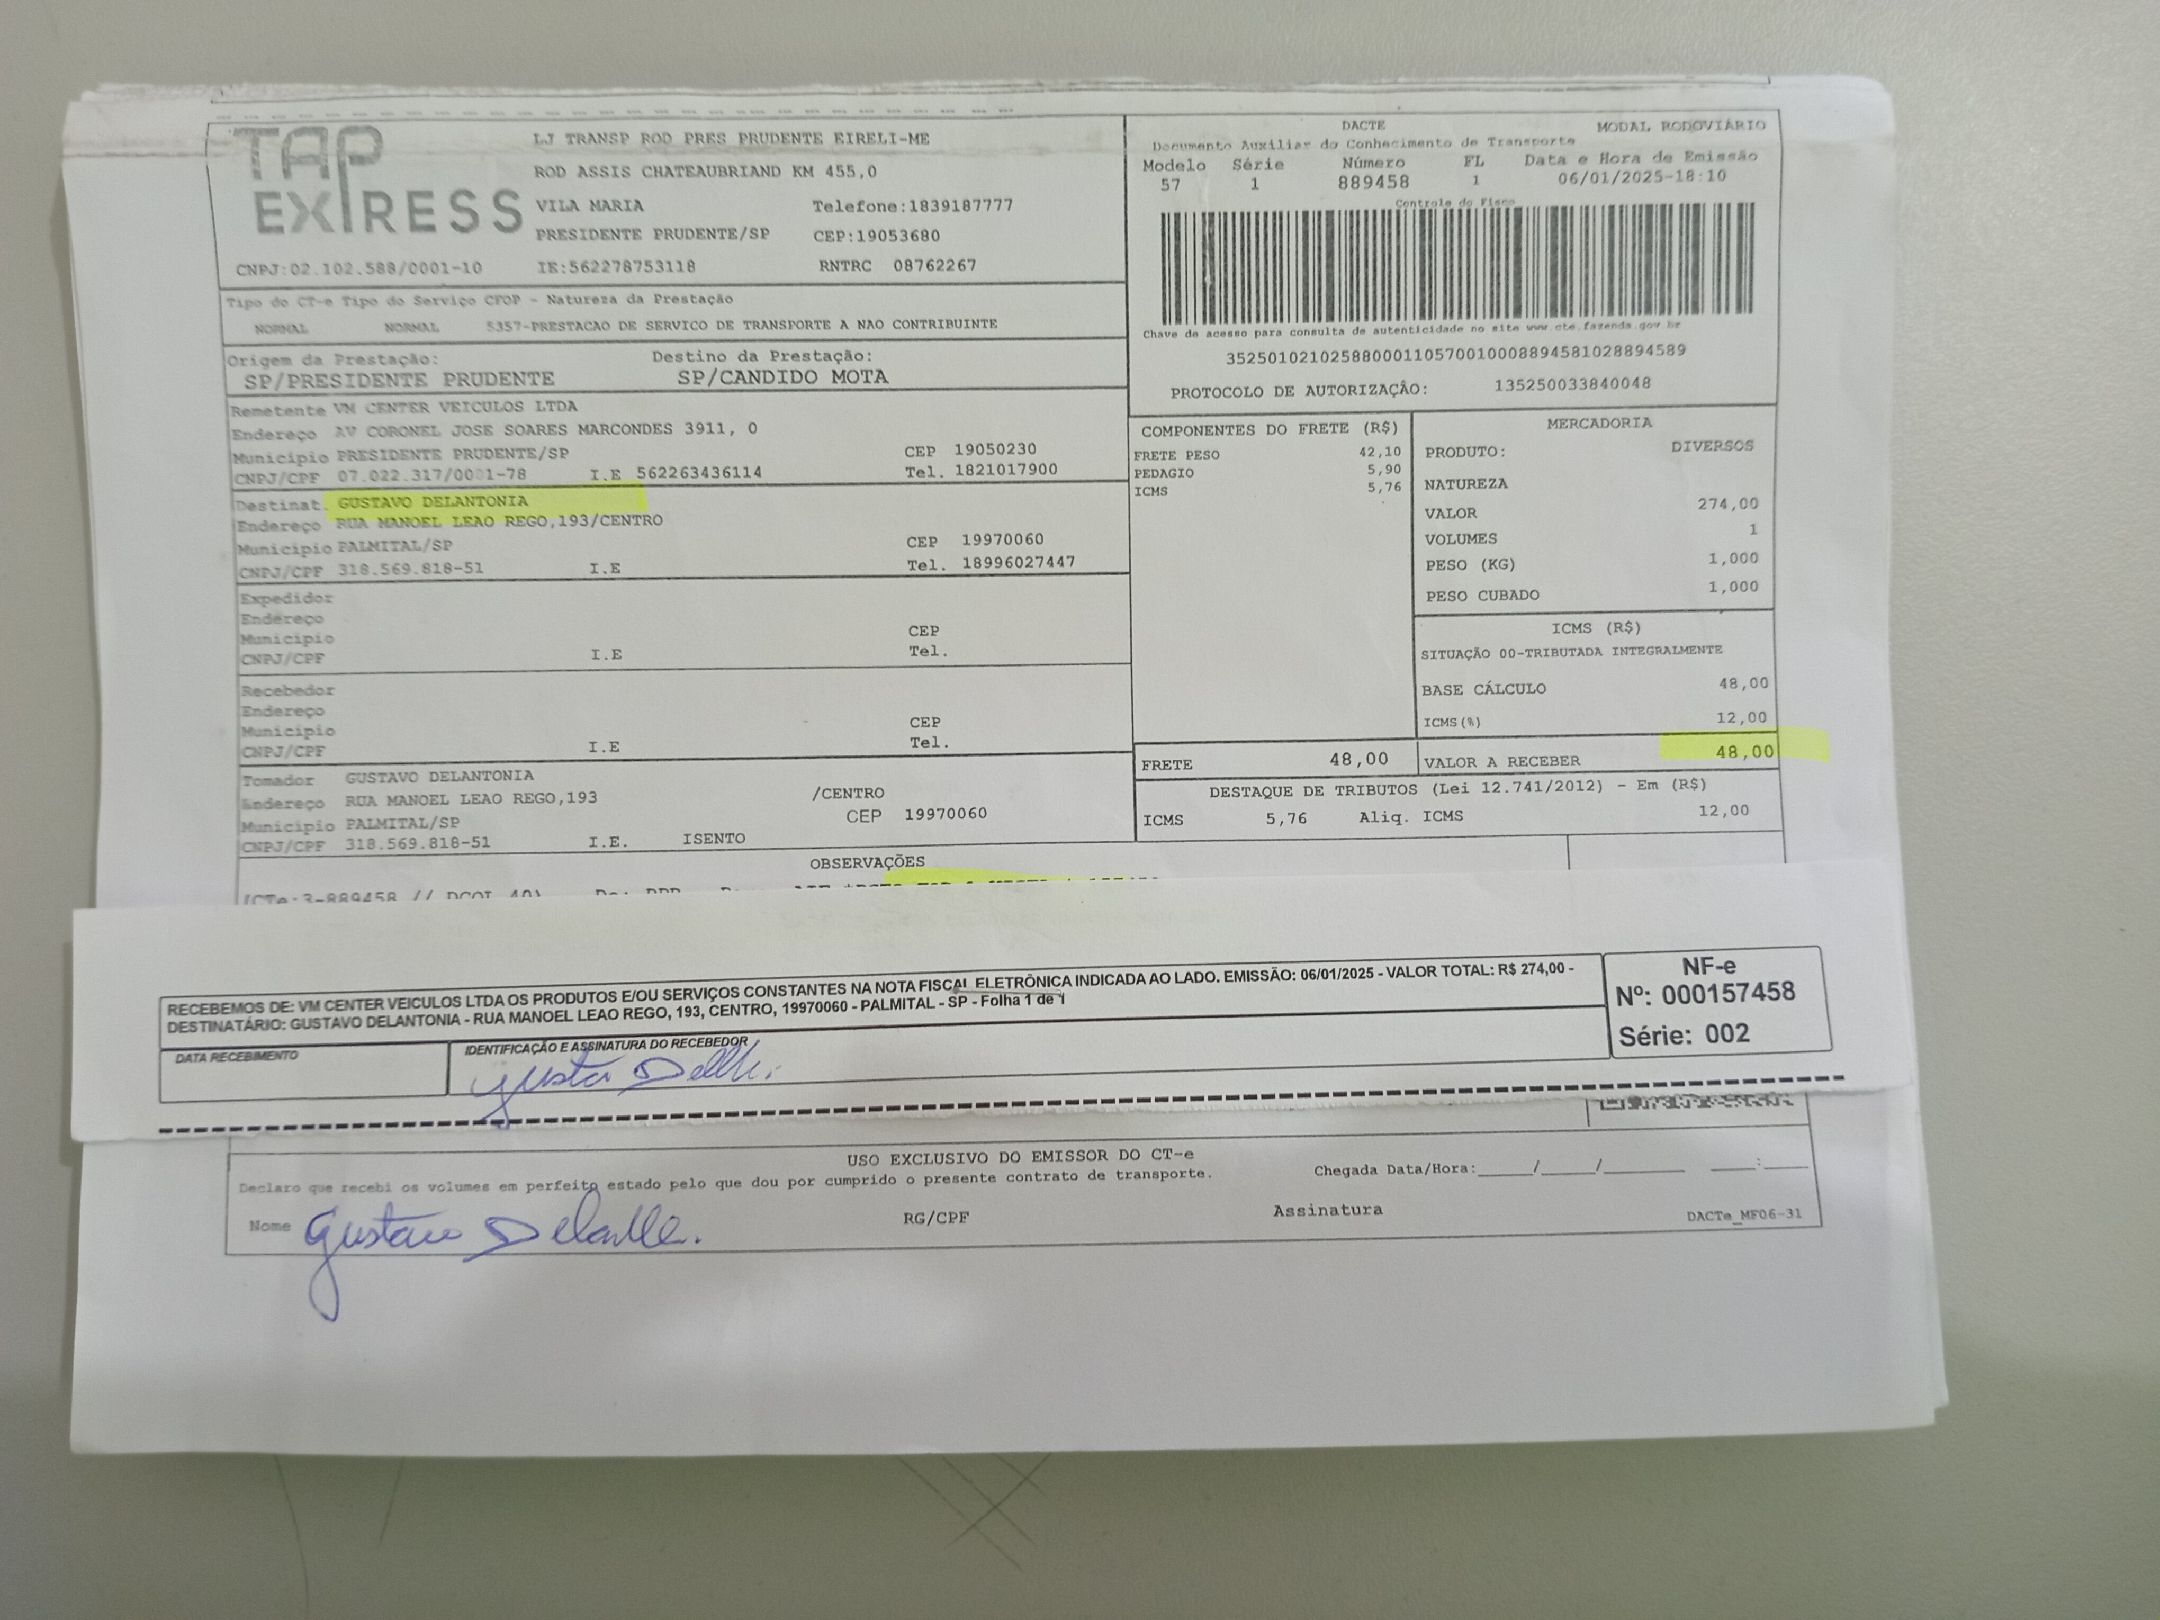 TAP EXPRESS
LJ TRANSP ROD PRES PRUDENTE EIRELI-ME
ROD ASSIS CHATEAUBRIAND KM 455,0
VILA MARIA Telefone:1839187777
PRESIDENTE PRUDENTE/SP CEP:19053680
CNPJ:02.102.588/0001-10 IE:562278753118 RNTRC 08762267
DACTE MODAL RODOVIÁRIO
Documento Auxiliar do Conhecimento de Transporte
Modelo Série Número FL Data e Hora de Emissão
57 1 889458 1 06/01/2025-18:10
Controle do Fisco
Chave de acesso para consulta de autenticidade no site www.cte.fazenda.gov.br
35250102102588000110570010008894581028894589
PROTOCOLO DE AUTORIZAÇÃO: 135250033840048
Tipo do CT-e Tipo do Serviço CFOP - Natureza da Prestação
NORMAL NORMAL 5357-PRESTACAO DE SERVICO DE TRANSPORTE A NAO CONTRIBUINTE
Origem da Prestação: Destino da Prestação:
SP/PRESIDENTE PRUDENTE SP/CANDIDO MOTA
Remetente VM CENTER VEICULOS LTDA
Endereço AV CORONEL JOSE SOARES MARCONDES 3911, 0
Município PRESIDENTE PRUDENTE/SP CEP 19050230
CNPJ/CPF 07.022.317/0001-78 I.E 562263436114 Tel. 1821017900
Destinat. GUSTAVO DELANTONIA
Endereço RUA MANOEL LEAO REGO,193/CENTRO
Município PALMITAL/SP CEP 19970060
CNPJ/CPF 318.569.818-51 I.E Tel. 18996027447
Expedidor
Endereço
Município CEP
CNPJ/CPF I.E Tel.
Recebedor
Endereço
Município CEP
CNPJ/CPF I.E Tel.
Tomador GUSTAVO DELANTONIA
Endereço RUA MANOEL LEAO REGO,193 /CENTRO
Município PALMITAL/SP CEP 19970060
CNPJ/CPF 318.569.818-51 I.E. ISENTO
COMPONENTES DO FRETE (R$)
FRETE PESO 42,10
PEDAGIO 5,90
ICMS 5,76
MERCADORIA
PRODUTO: DIVERSOS
NATUREZA
VALOR 274,00
VOLUMES 1
PESO (KG) 1,000
PESO CUBADO 1,000
ICMS (R$)
SITUAÇÃO 00-TRIBUTADA INTEGRALMENTE
BASE CÁLCULO 48,00
ICMS(%) 12,00
FRETE 48,00 VALOR A RECEBER 48,00
DESTAQUE DE TRIBUTOS (Lei 12.741/2012) - Em (R$)
ICMS 5,76 Aliq. ICMS 12,00
OBSERVAÇÕES
RECEBEMOS DE: VM CENTER VEICULOS LTDA OS PRODUTOS E/OU SERVIÇOS CONSTANTES NA NOTA FISCAL ELETRÔNICA INDICADA AO LADO. EMISSÃO: 06/01/2025 - VALOR TOTAL: R$ 274,00 -
DESTINATÁRIO: GUSTAVO DELANTONIA - RUA MANOEL LEAO REGO, 193, CENTRO, 19970060 - PALMITAL - SP - Folha 1 de 1
DATA RECEBIMENTO IDENTIFICAÇÃO E ASSINATURA DO RECEBEDOR
NF-e
Nº: 000157458
Série: 002
USO EXCLUSIVO DO EMISSOR DO CT-e
Declaro que recebi os volumes em perfeito estado pelo que dou por cumprido o presente contrato de transporte. Chegada Data/Hora:_____/_____/________ ____:____
Nome Gustavo RG/CPF Assinatura DACTe_MF06-31